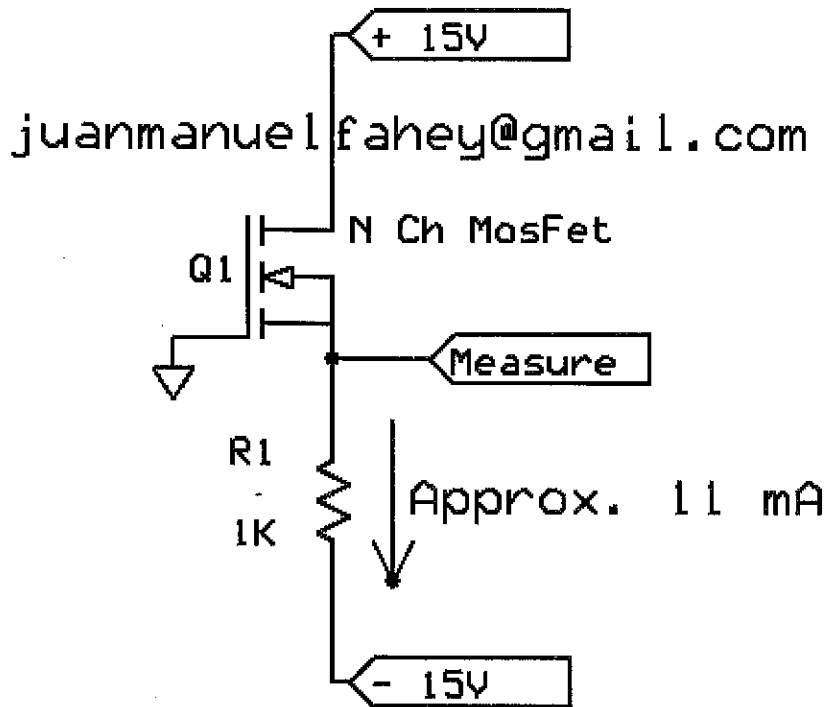 + 15V
juanmanuelfahey@gmail.com
N Ch MosFet
Q1
Measure
R1
Approx. 11 mA
1K
- 15V